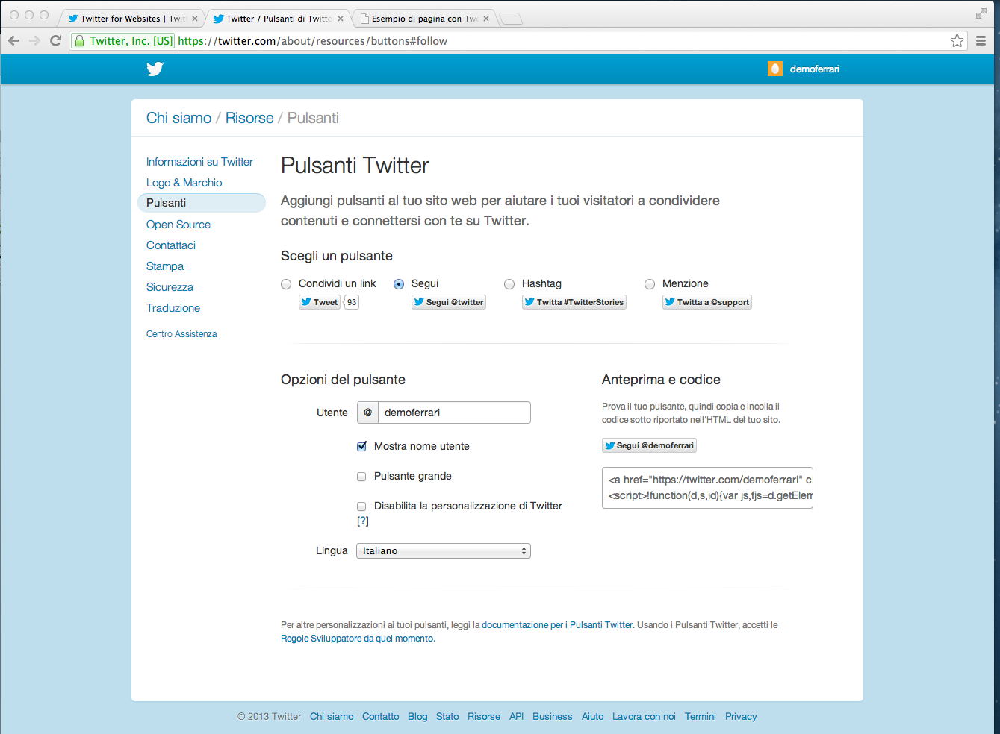 Twitter for Websites | Twit
Twitter / Pulsanti di Twitte
Esempio di pagina con Twe
Twitter, Inc. [US] https://twitter.com/about/resources/buttons#follow
demoferrari
Chi siamo / Risorse / Pulsanti
Informazioni su Twitter
Logo & Marchio
Pulsanti
Open Source
Contattaci
Stampa
Sicurezza
Traduzione
Centro Assistenza
Pulsanti Twitter
Aggiungi pulsanti al tuo sito web per aiutare i tuoi visitatori a condividere
contenuti e connettersi con te su Twitter.
Scegli un pulsante
Condividi un link
Tweet 93
Segui
Segui @twitter
Hashtag
Twitta #TwitterStories
Menzione
Twitta a @support
Opzioni del pulsante
Utente @ demoferrari
Mostra nome utente
Pulsante grande
Disabilita la personalizzazione di Twitter
[?]
Lingua Italiano
Anteprima e codice
Prova il tuo pulsante, quindi copia e incolla il
codice sotto riportato nell'HTML del tuo sito.
Segui @demoferrari
<a href="https://twitter.com/demoferrari" c
<script>!function(d,s,id){var js,fjs=d.getElem
Per altre personalizzazioni ai tuoi pulsanti, leggi la documentazione per i Pulsanti Twitter. Usando i Pulsanti Twitter, accetti le
Regole Sviluppatore da quel momento.
© 2013 Twitter Chi siamo Contatto Blog Stato Risorse API Business Aiuto Lavora con noi Termini Privacy